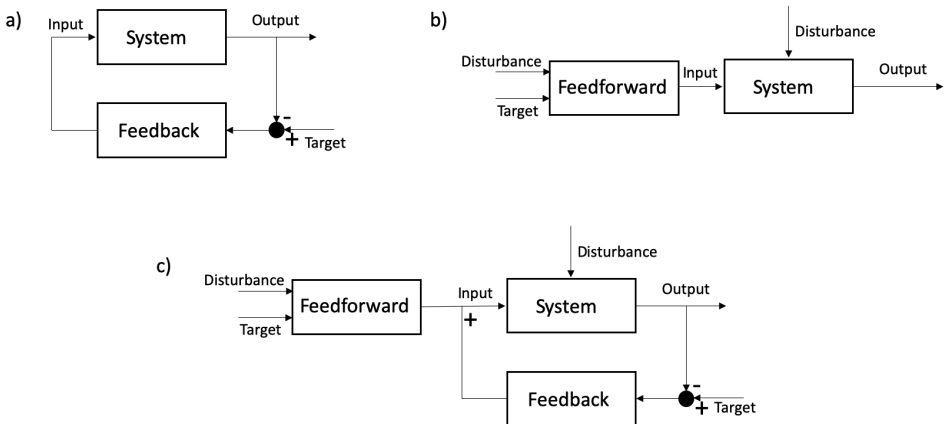 a)
Input
System
Output
Feedback
-
+
Target
b)
Disturbance
Disturbance
Target
Feedforward
Input
System
Output
c)
Disturbance
Disturbance
Target
Feedforward
Input
+
System
Output
Feedback
-
+
Target